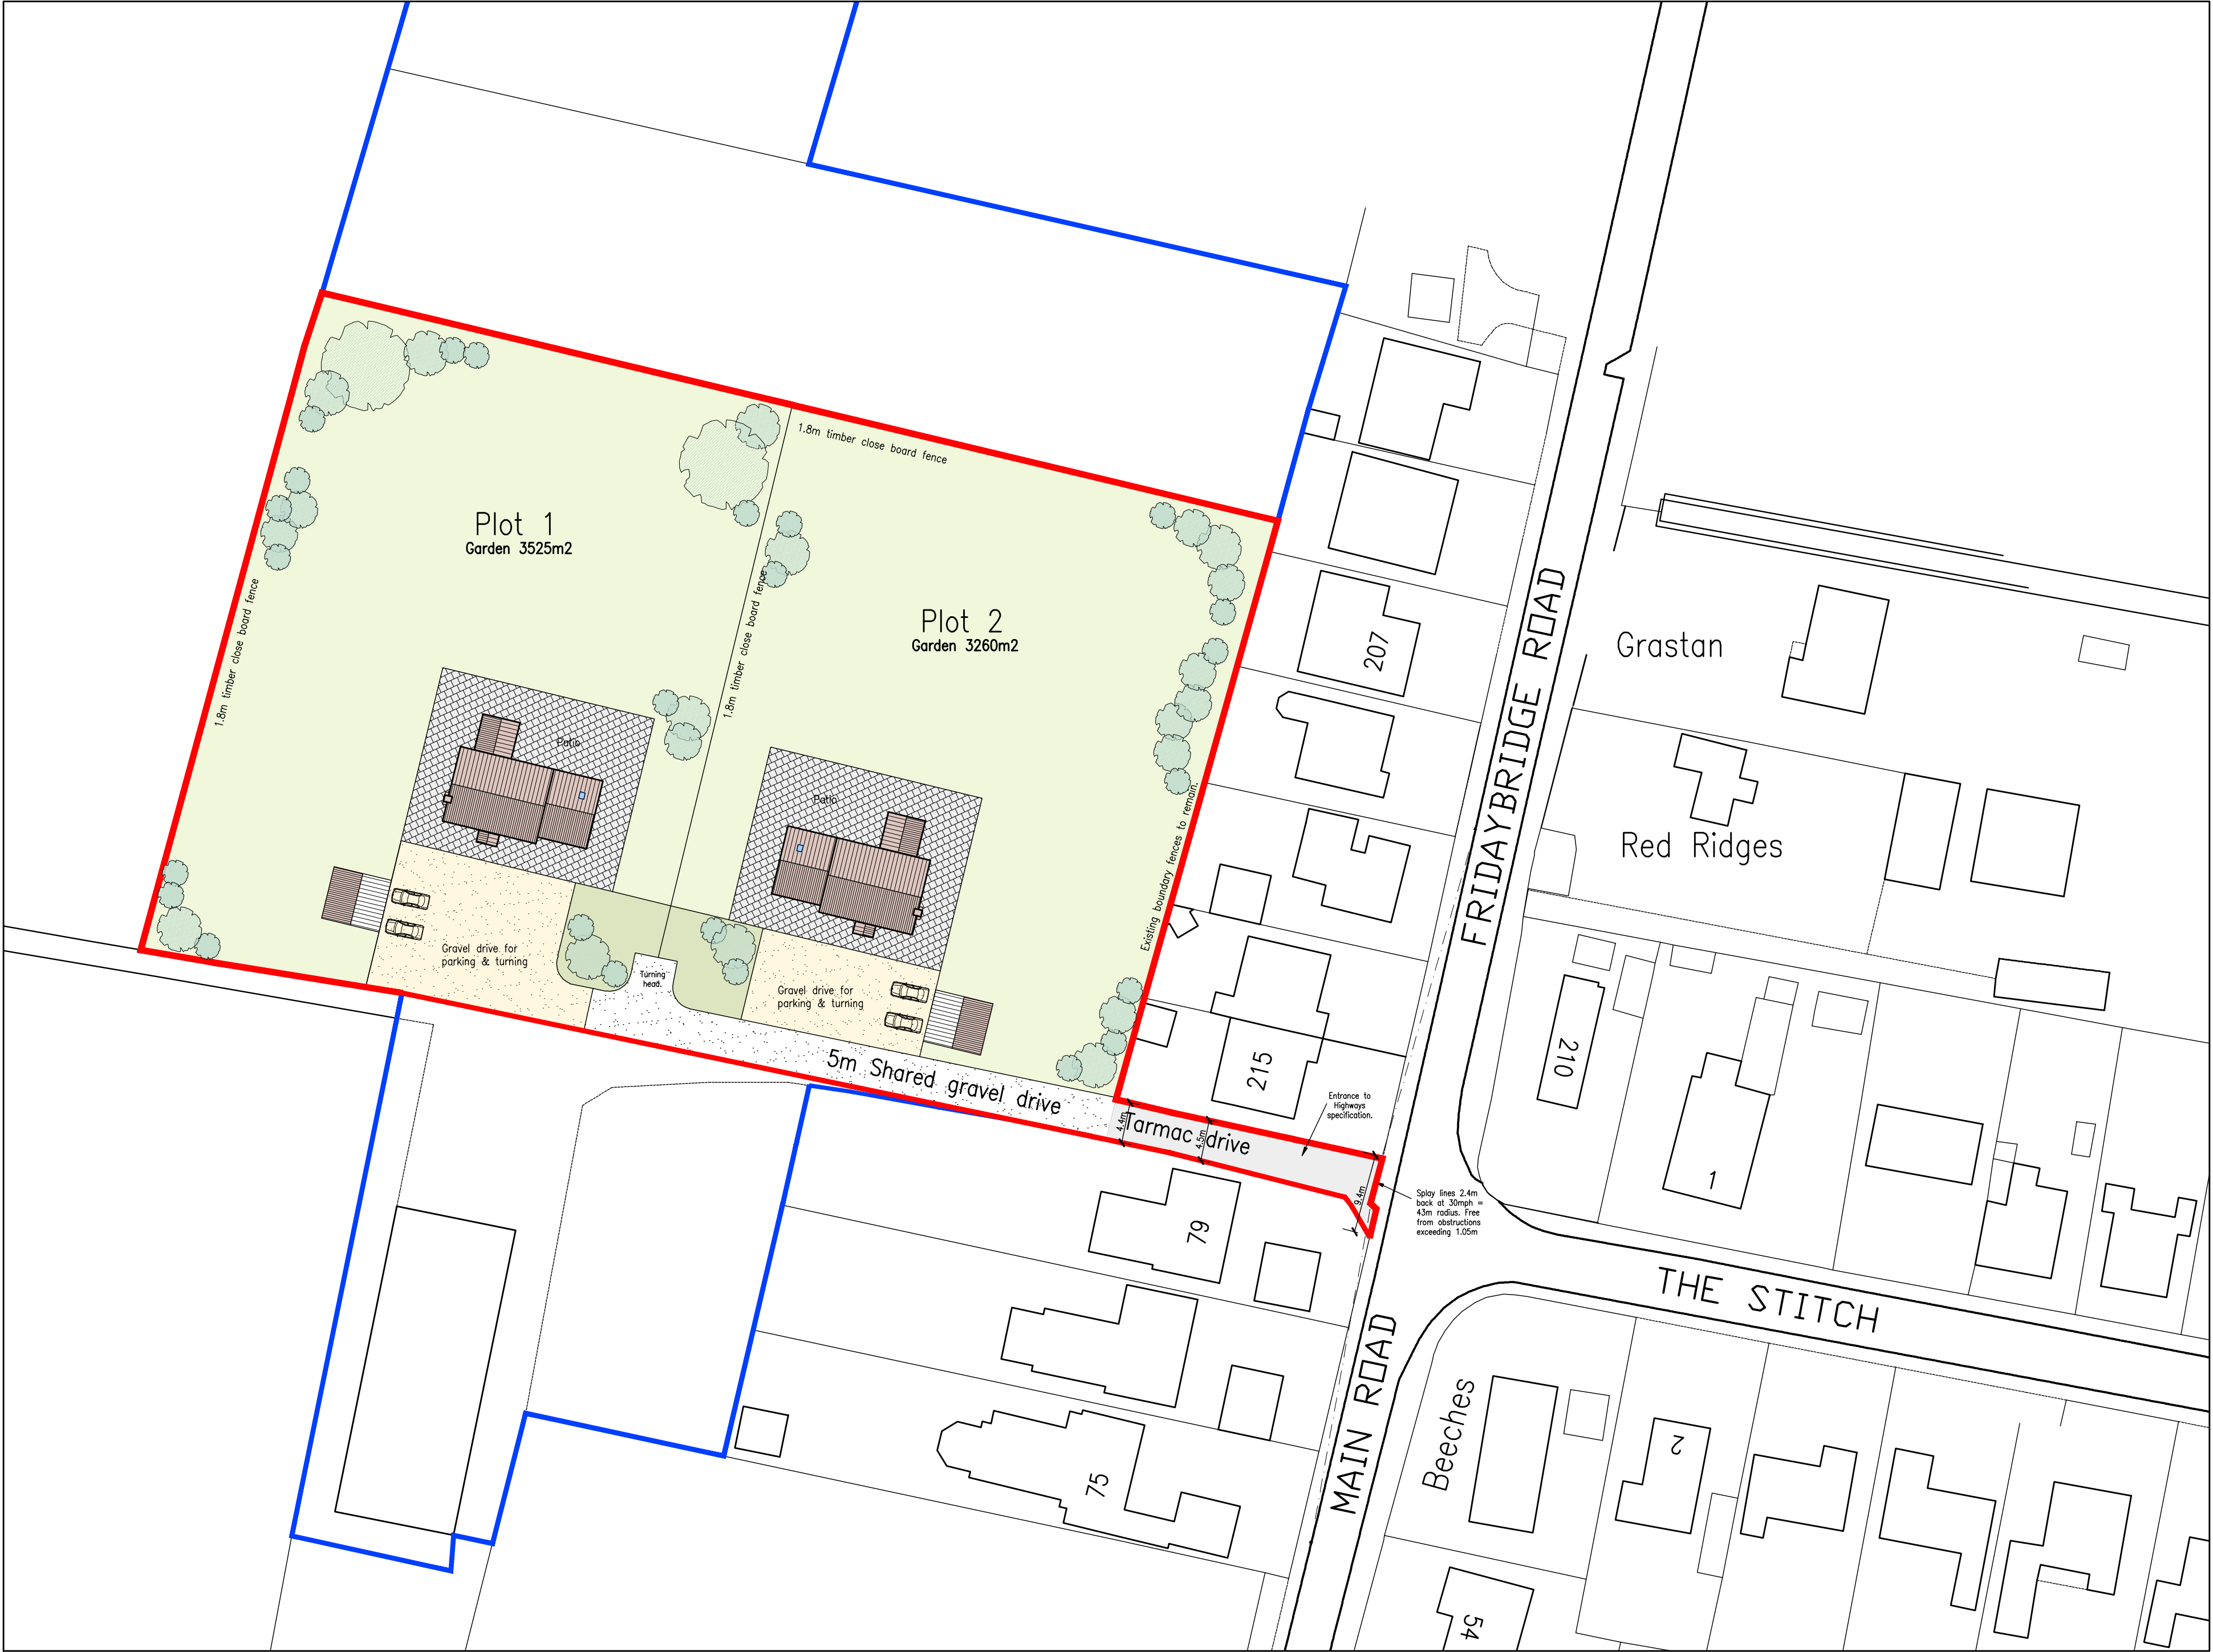 1.8m timber close board fence
Plot 1
Garden 3525m2
Plot 2
Garden 3260m2
1.8m timber close board fence
1.8m timber close board fence
207
FRIDAYBRIDGE ROAD
Grastan
Red Ridges
Patio
Patio
Existing boundary fences to remain.
Gravel drive for
parking & turning
Turning
head.
Gravel drive for
parking & turning
5m Shared gravel drive
215
210
1
Entrance to
Highways
specification.
4.4m
Tarmac drive
4.5m
9.4m
Splay lines 2.4m
back at 30mph =
43m radius. Free
from obstructions
exceeding 1.05m
79
THE STITCH
MAIN ROAD
Beeches
2
75
54